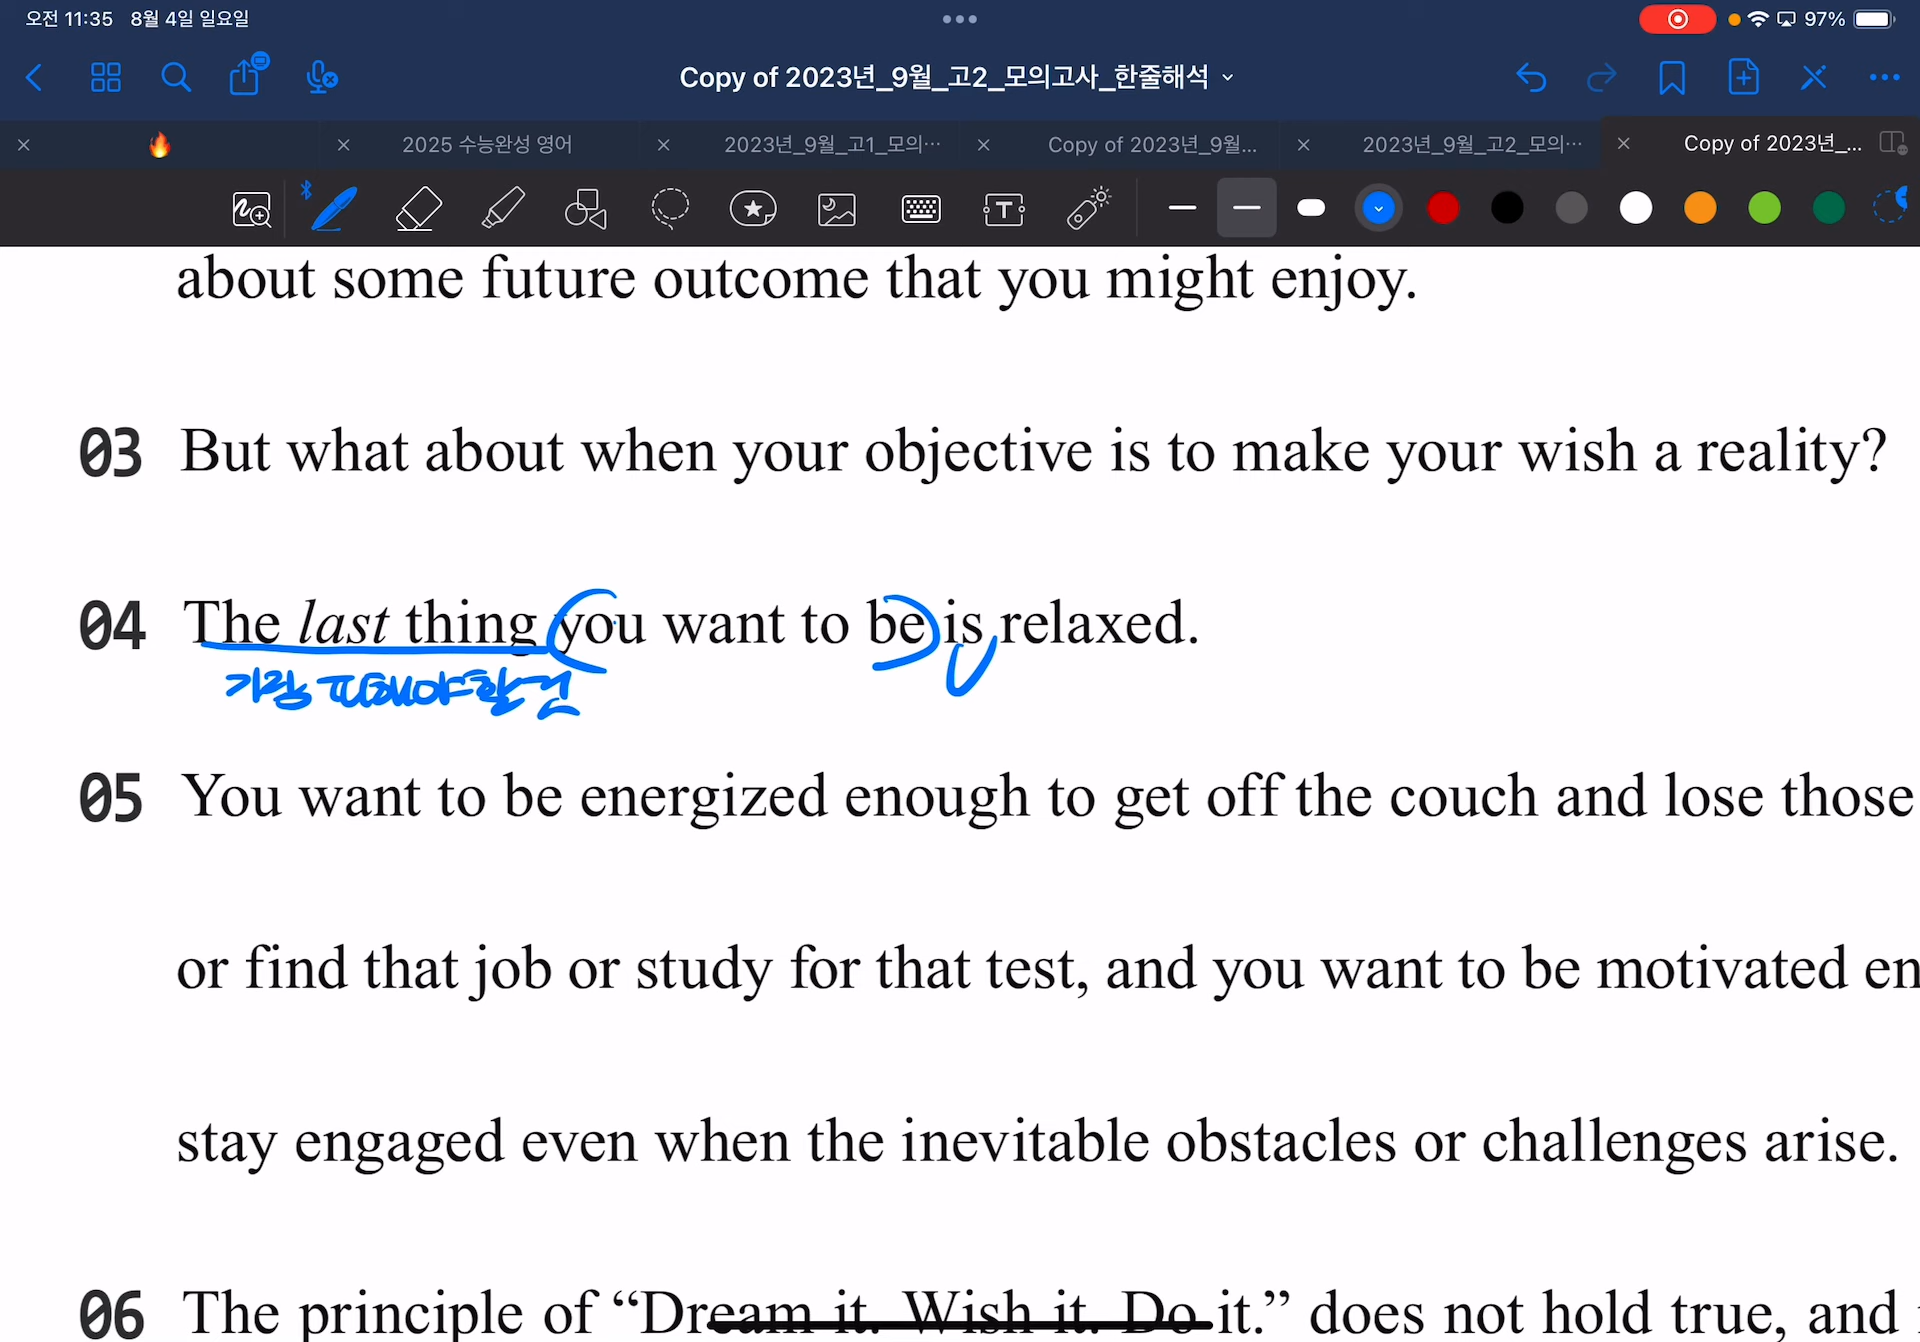 오전 11:35 8월 4일 일요일
97%
Copy of 2023년_9월_고2_모의고사_한줄해석
2025 수능완성 영어
2023년_9월_고1_모의…
Copy of 2023년_9월...
2023년_9월_고2_모의…
Copy of 2023년_...
about some future outcome that you might enjoy.
03 But what about when your objective is to make your wish a reality?
04 The last thing you want to be is relaxed.
가장 피해야할 건
05 You want to be energized enough to get off the couch and lose those
or find that job or study for that test, and you want to be motivated en
stay engaged even when the inevitable obstacles or challenges arise.
06 The principle of “Dream it. Wish it. Do it.” does not hold true, and